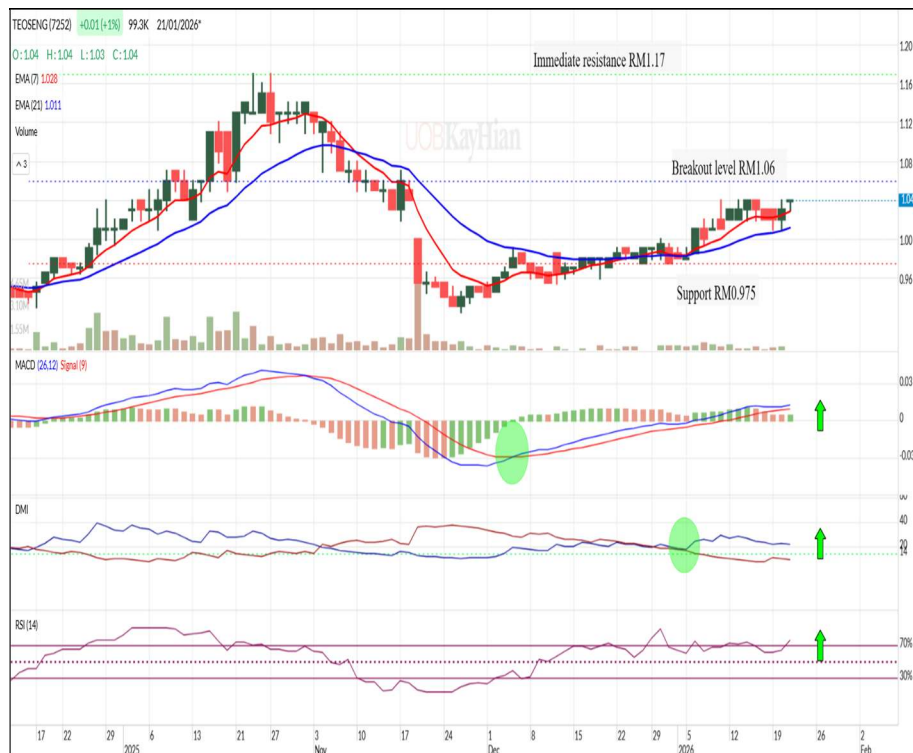 TEOSENG (7252) +0.01 (+1%) 99.3K 21/01/2026*
O: 1.04 H: 1.04 L: 1.03 C: 1.04
EMA (7) 1.028
EMA (21) 1.011
Volume
^ 3
UOBKayHian
Immediate resistance RM1.17
Breakout level RM1.06
Support RM0.975
1.20
1.16
1.12
1.08
1.04
1.00
0.96
1.10M
1.55M
MACD (26,12) Signal (9)
0.03
0
-0.03
DMI
40
20
14
RSI (14)
70%
30%
17 22 29 6 13 21 27 3 10 17 24 1 8 15 22 29 5 12 19 26 2
2025 Nov Dec 2026 Feb